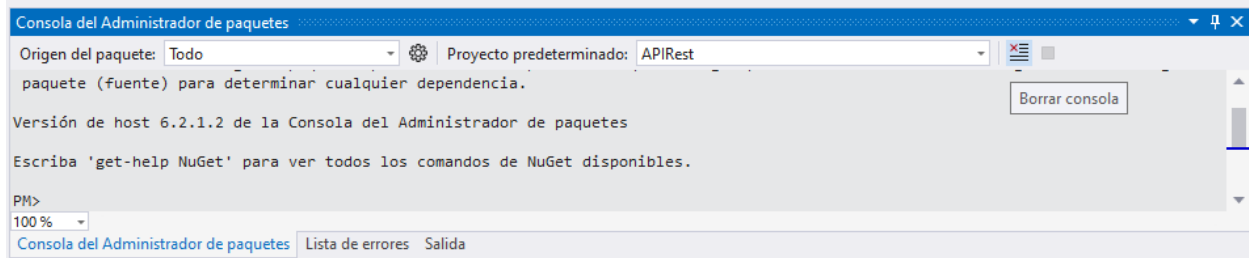 Consola del Administrador de paquetes
Origen del paquete: Todo Proyecto predeterminado: APIRest
paquete (fuente) para determinar cualquier dependencia.
Borrar consola
Versión de host 6.2.1.2 de la Consola del Administrador de paquetes
Escriba 'get-help NuGet' para ver todos los comandos de NuGet disponibles.
PM>
100 %
Consola del Administrador de paquetes Lista de errores Salida